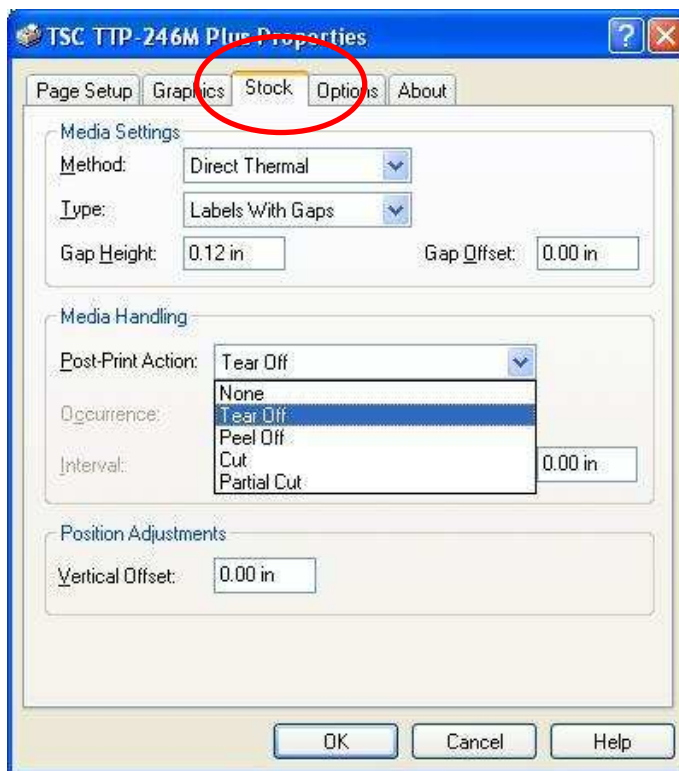 TSC TTP-246M Plus Properties
Page Setup Graphics Stock Options About
Media Settings
Method: Direct Thermal
Type: Labels With Gaps
Gap Height: 0.12 in Gap Offset: 0.00 in
Media Handling
Post-Print Action: Tear Off
None
Occurrence: Tear Off
Peel Off
Interval: Cut 0.00 in
Partial Cut
Position Adjustments
Vertical Offset: 0.00 in
OK Cancel Help